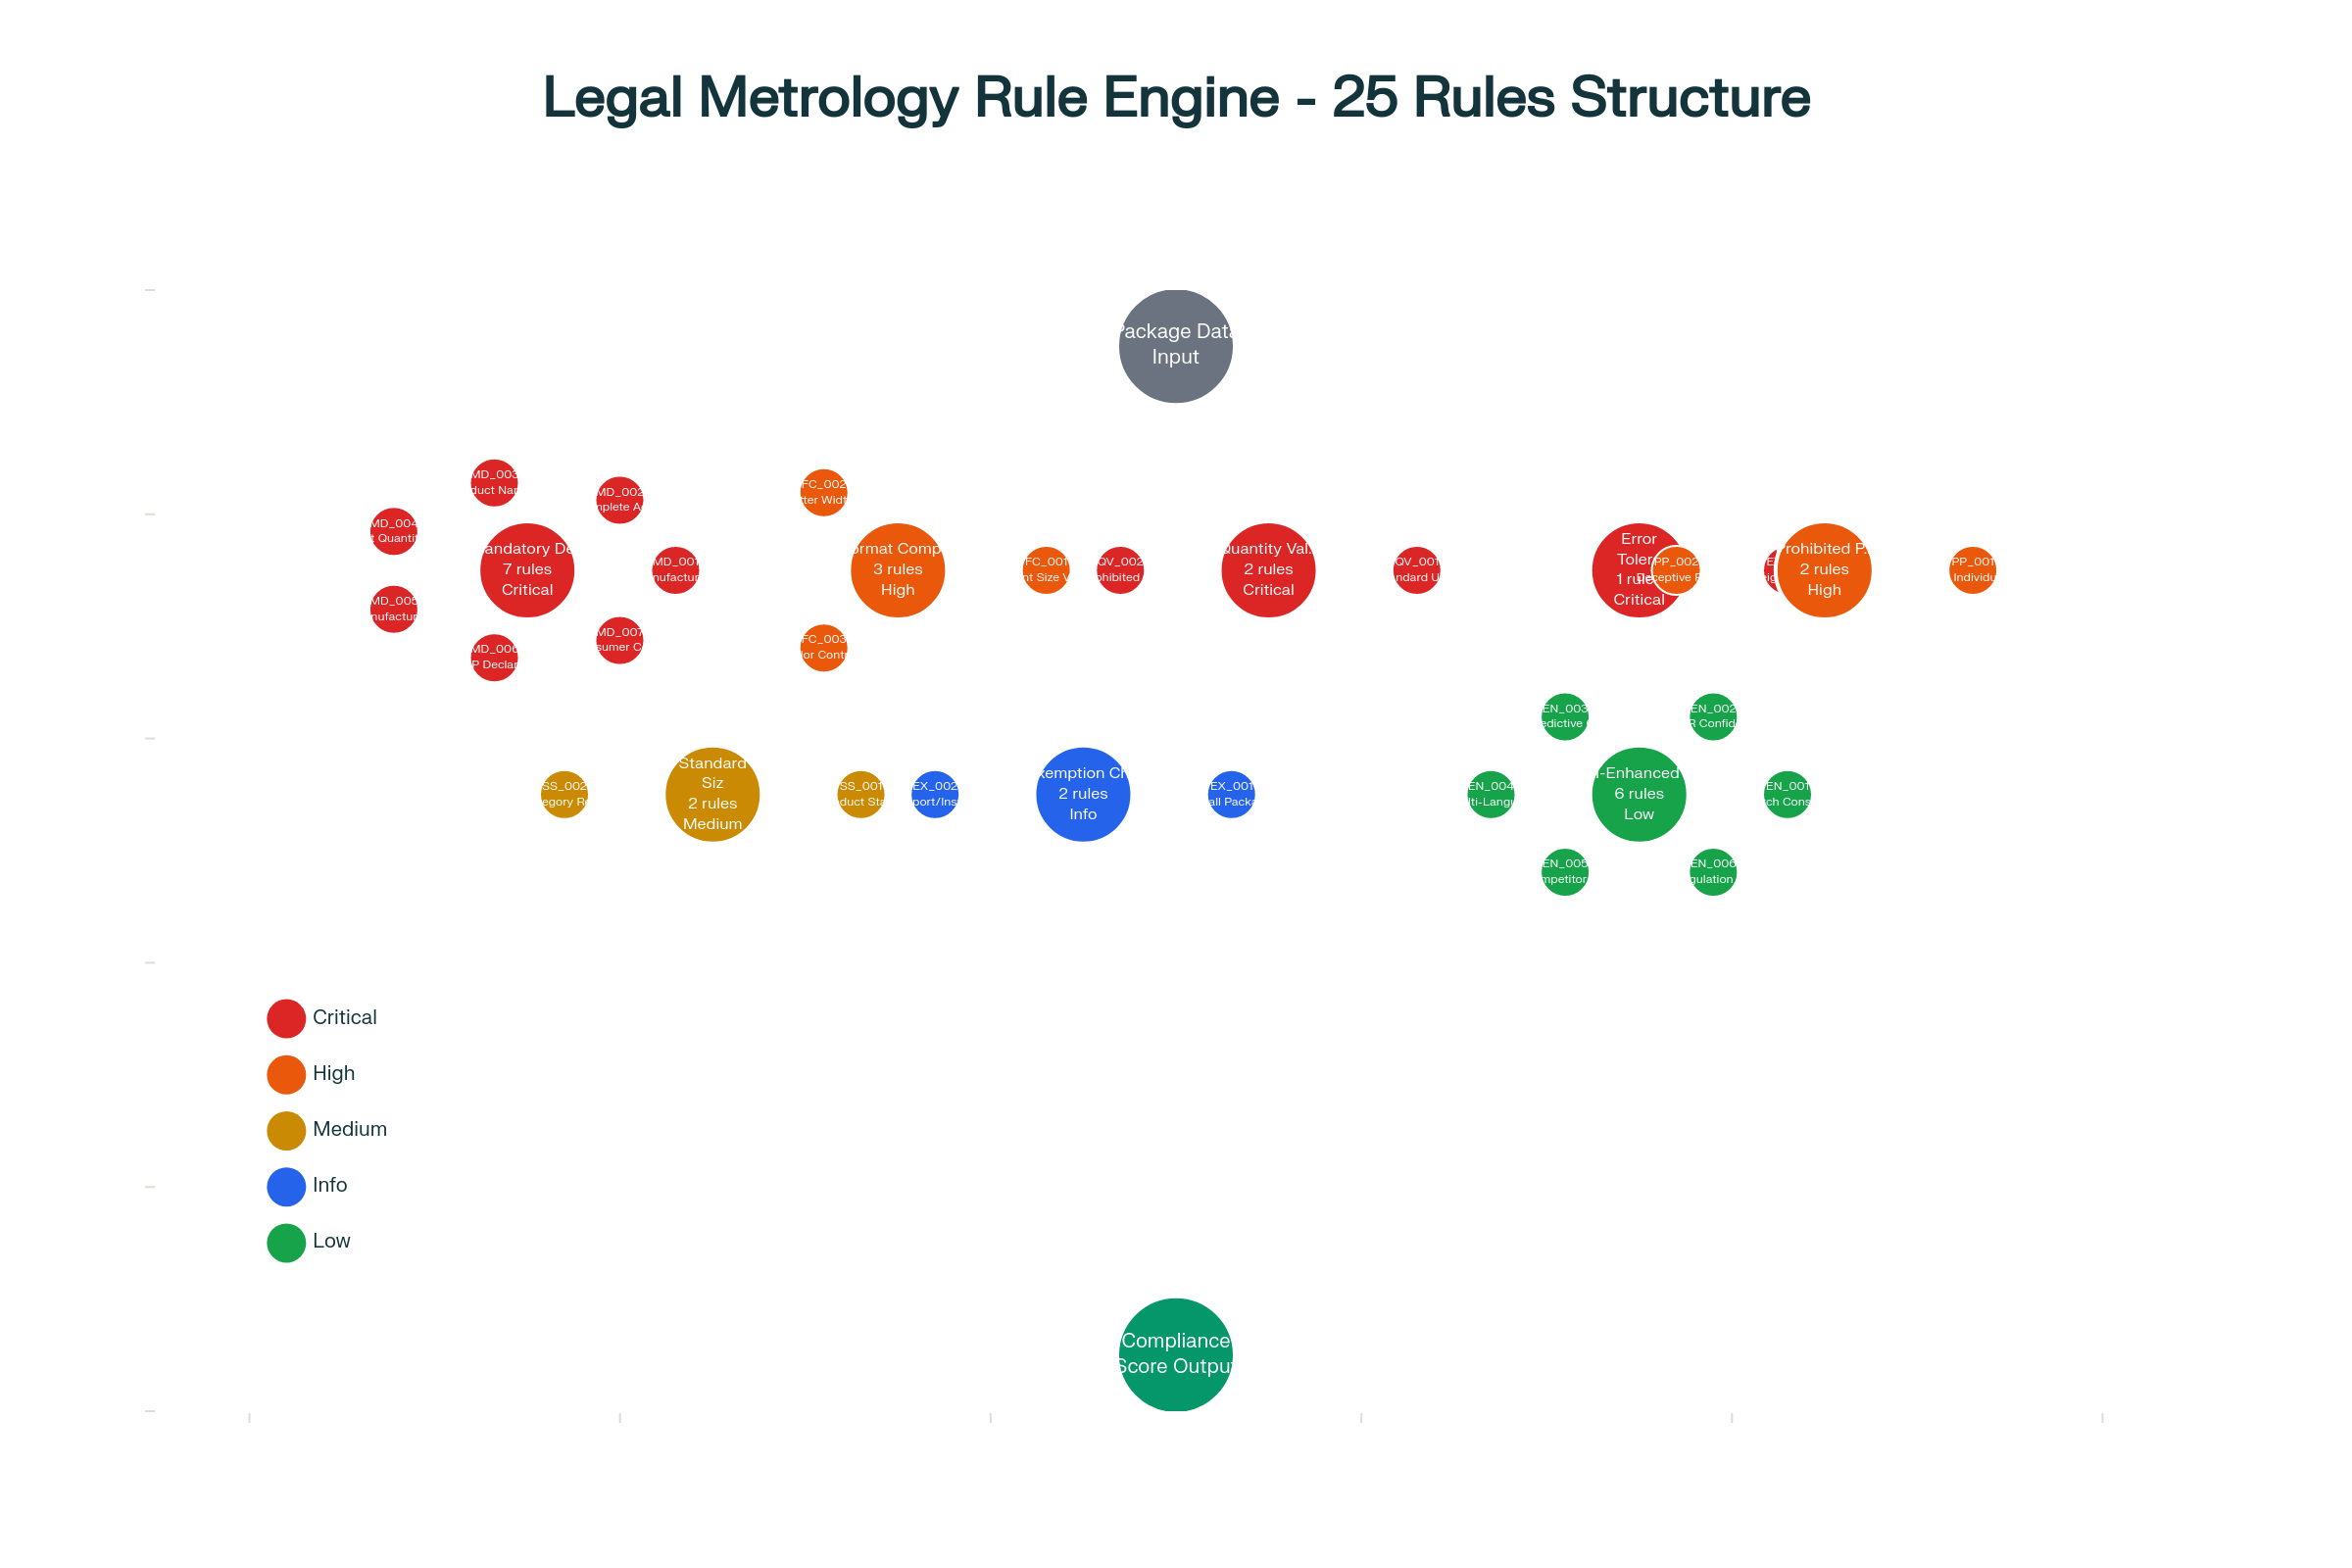 Legal Metrology Rule Engine - 25 Rules Structure
Package Data
Input
MD_003
duct Nar
MD_002
nplete A
FC_002
tter Widt
MD_004
t Quantit
andatory De
7 rules
Critical
MD_001
nufactur
ormat Comp
3 rules
High
FC_001
nt Size V
QV_002
ohibited
Quantity Val..
2 rules
Critical
QV_001
ndard U
Error
Toler
1 rule
Critical
PP_002
Deceptive P
rohibited P..
2 rules
High
PP_001
Individu
MD_005
nufactur
MD_006
P Declar
MD_007
sumer C
FC_003
lor Contr
EN_003
edictive
EN_002
R Confid
SS_002
egory R
Standard
Siz
2 rules
Medium
SS_001
duct Sta
EX_002
port/Ins
xemption Ch
2 rules
Info
EX_001
all Packa
EN_004
lti-Langu
I-Enhanced
6 rules
Low
EN_001
ch Cons
EN_005
mpetitor
EN_006
gulation
Critical
High
Medium
Info
Low
Compliance
Score Output